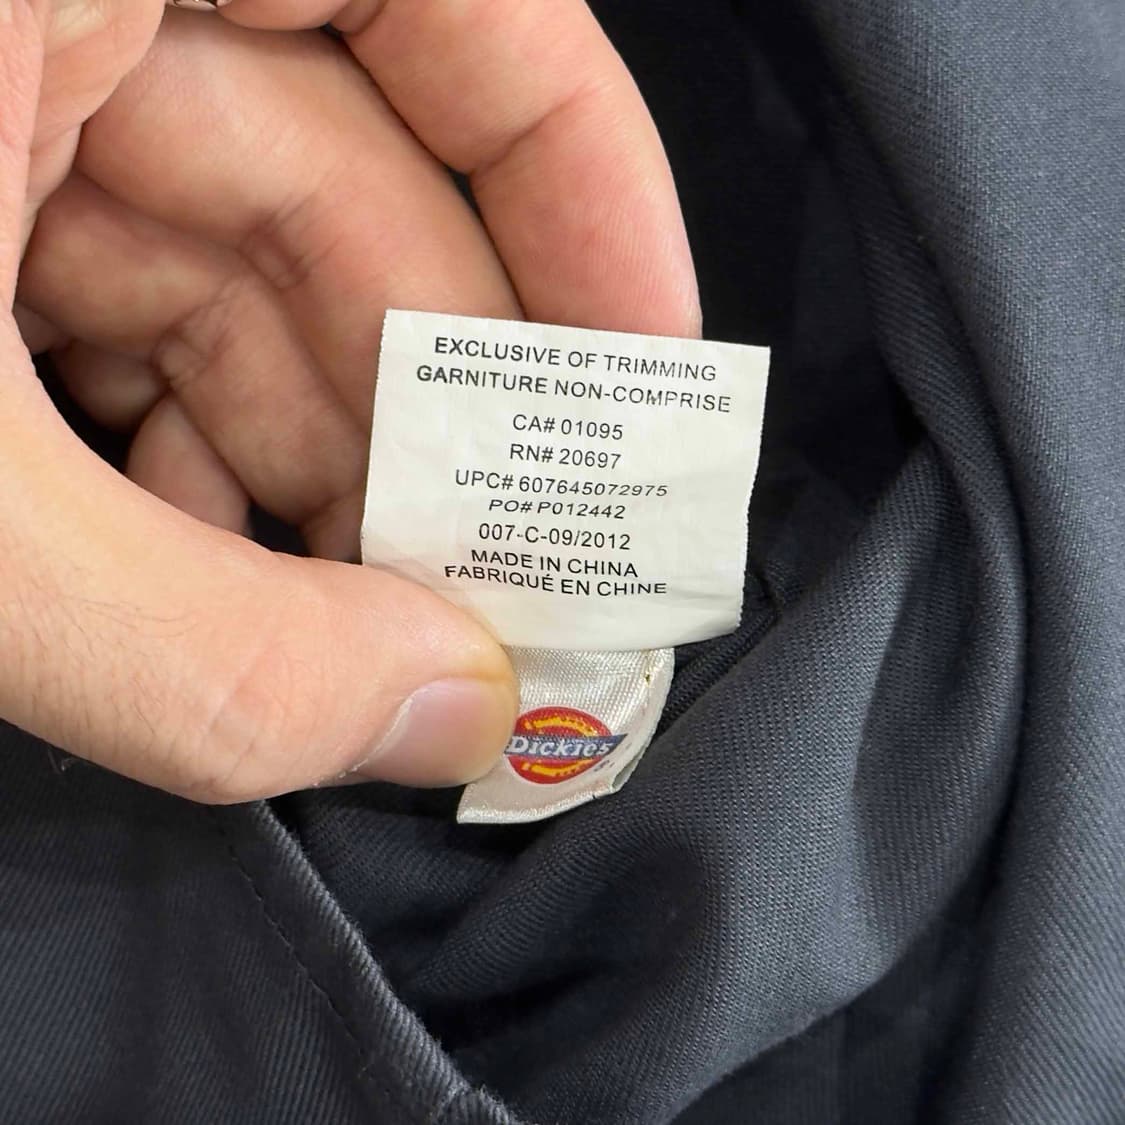 EXCLUSIVE OF TRIMMING
GARNITURE NON-COMPRISE
CA# 01095
RN# 20697
UPC# 607645072975
PO# P012442
007-C-09/2012
MADE IN CHINA
FABRIQUÉ EN CHINE
Dickies